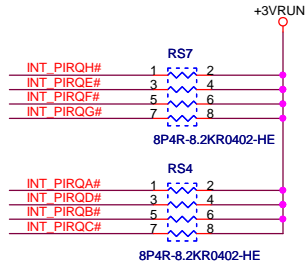 +3VRUN
RS7
INT_PIRQH# 1 2
INT_PIRQE# 3 4
INT_PIRQF# 5 6
INT_PIRQG# 7 8
8P4R-8.2KR0402-HE
RS4
INT_PIRQA# 1 2
INT_PIRQD# 3 4
INT_PIRQB# 5 6
INT_PIRQC# 7 8
8P4R-8.2KR0402-HE